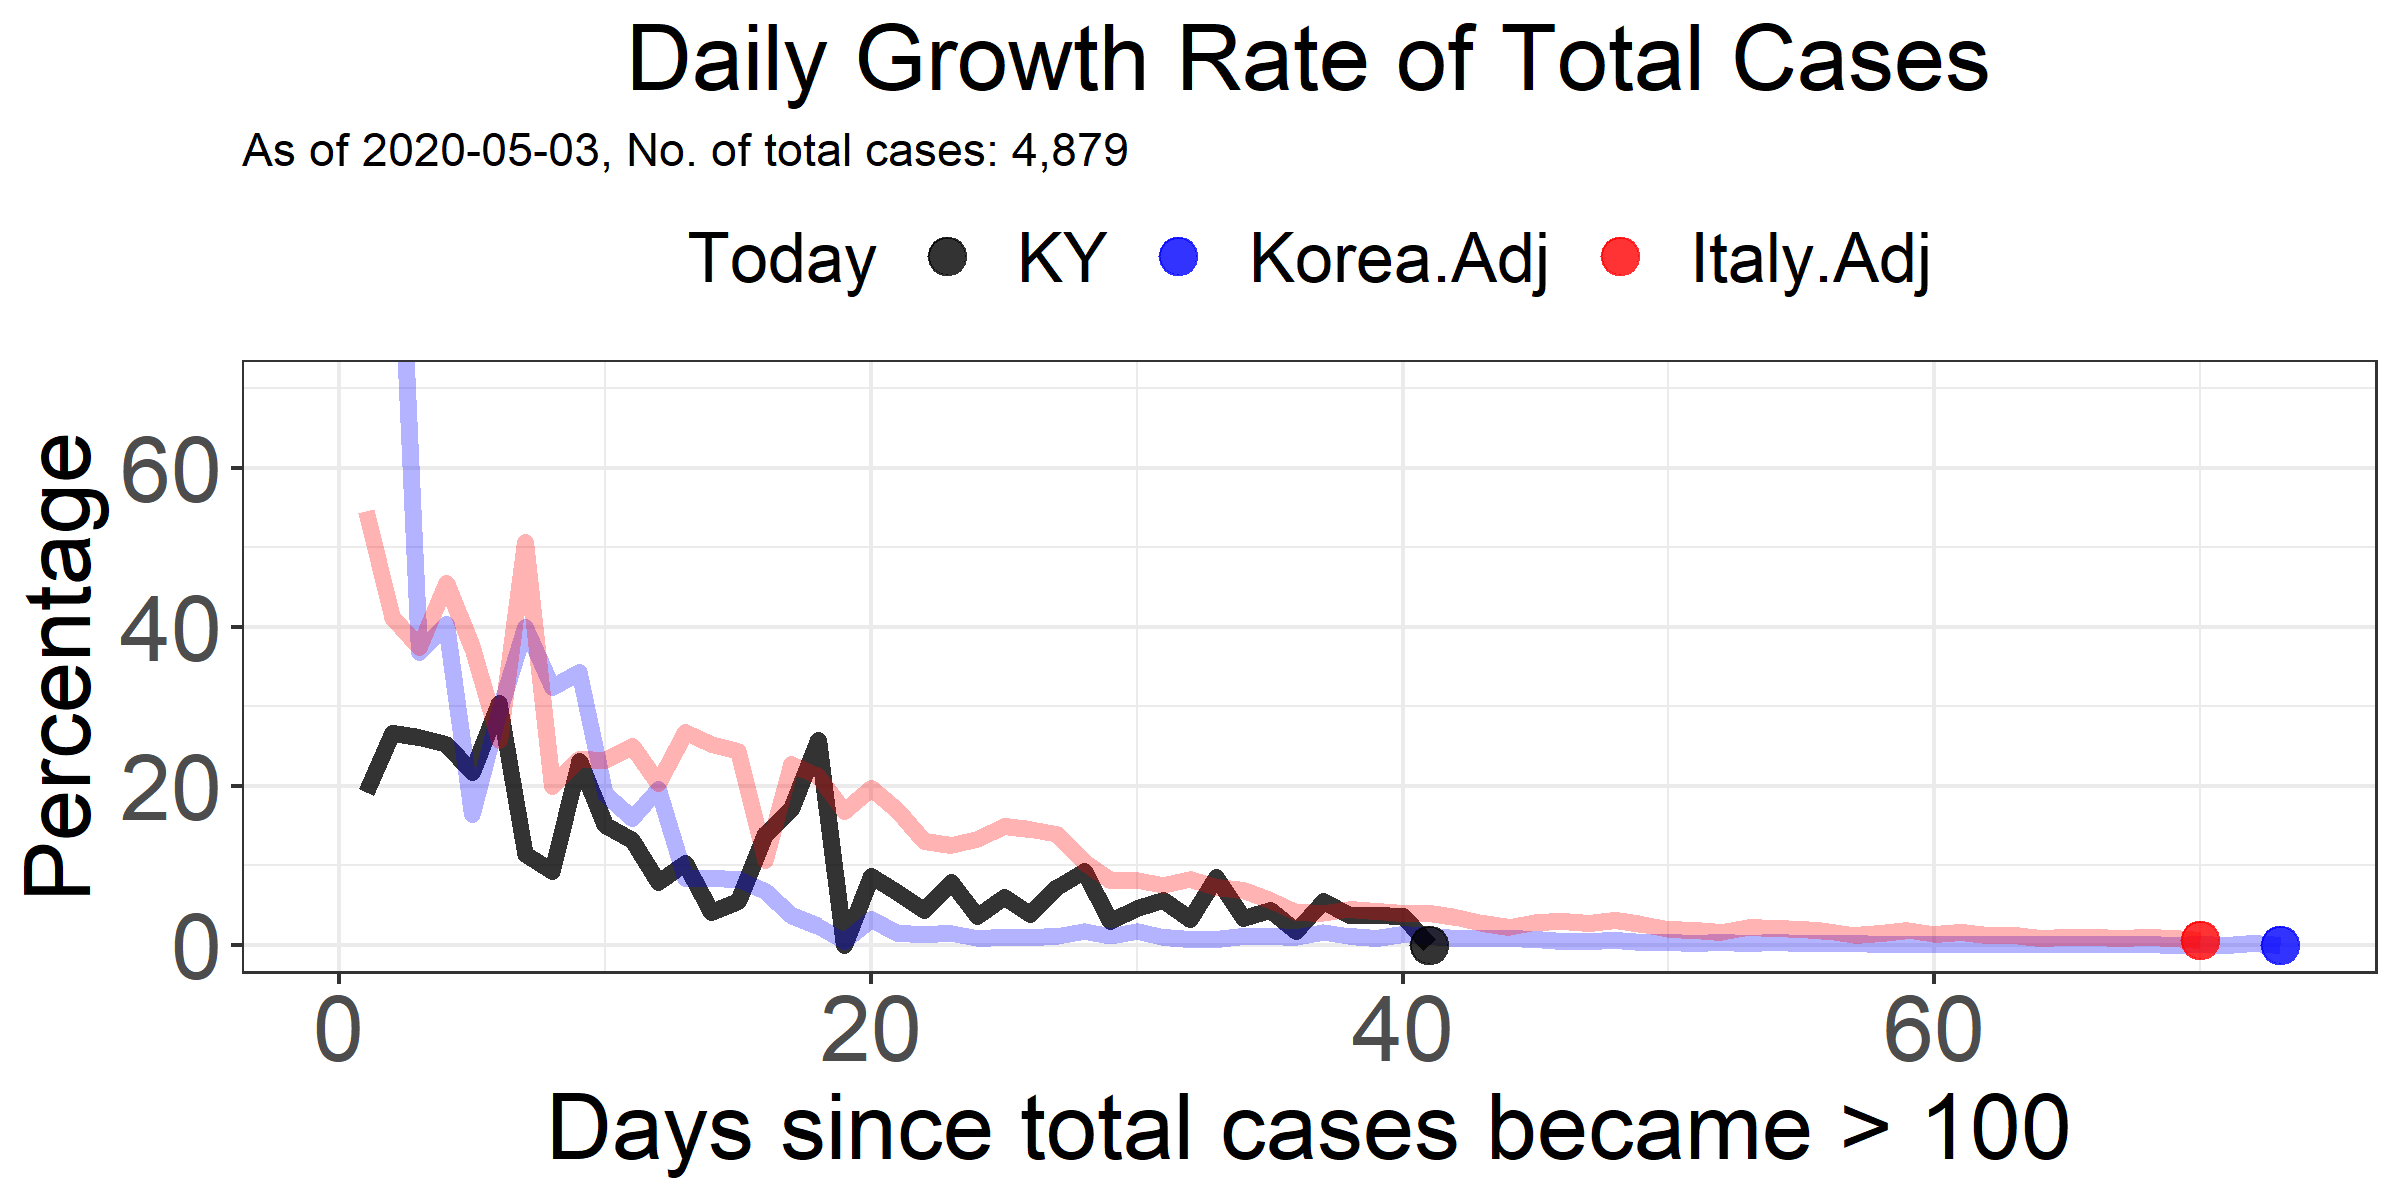 Daily Growth Rate of Total Cases
As of 2020-05-03, No. of total cases: 4,879
Today KY Korea.Adj Italy.Adj
Percentage
60
40
20
0
0 20 40 60
Days since total cases became > 100